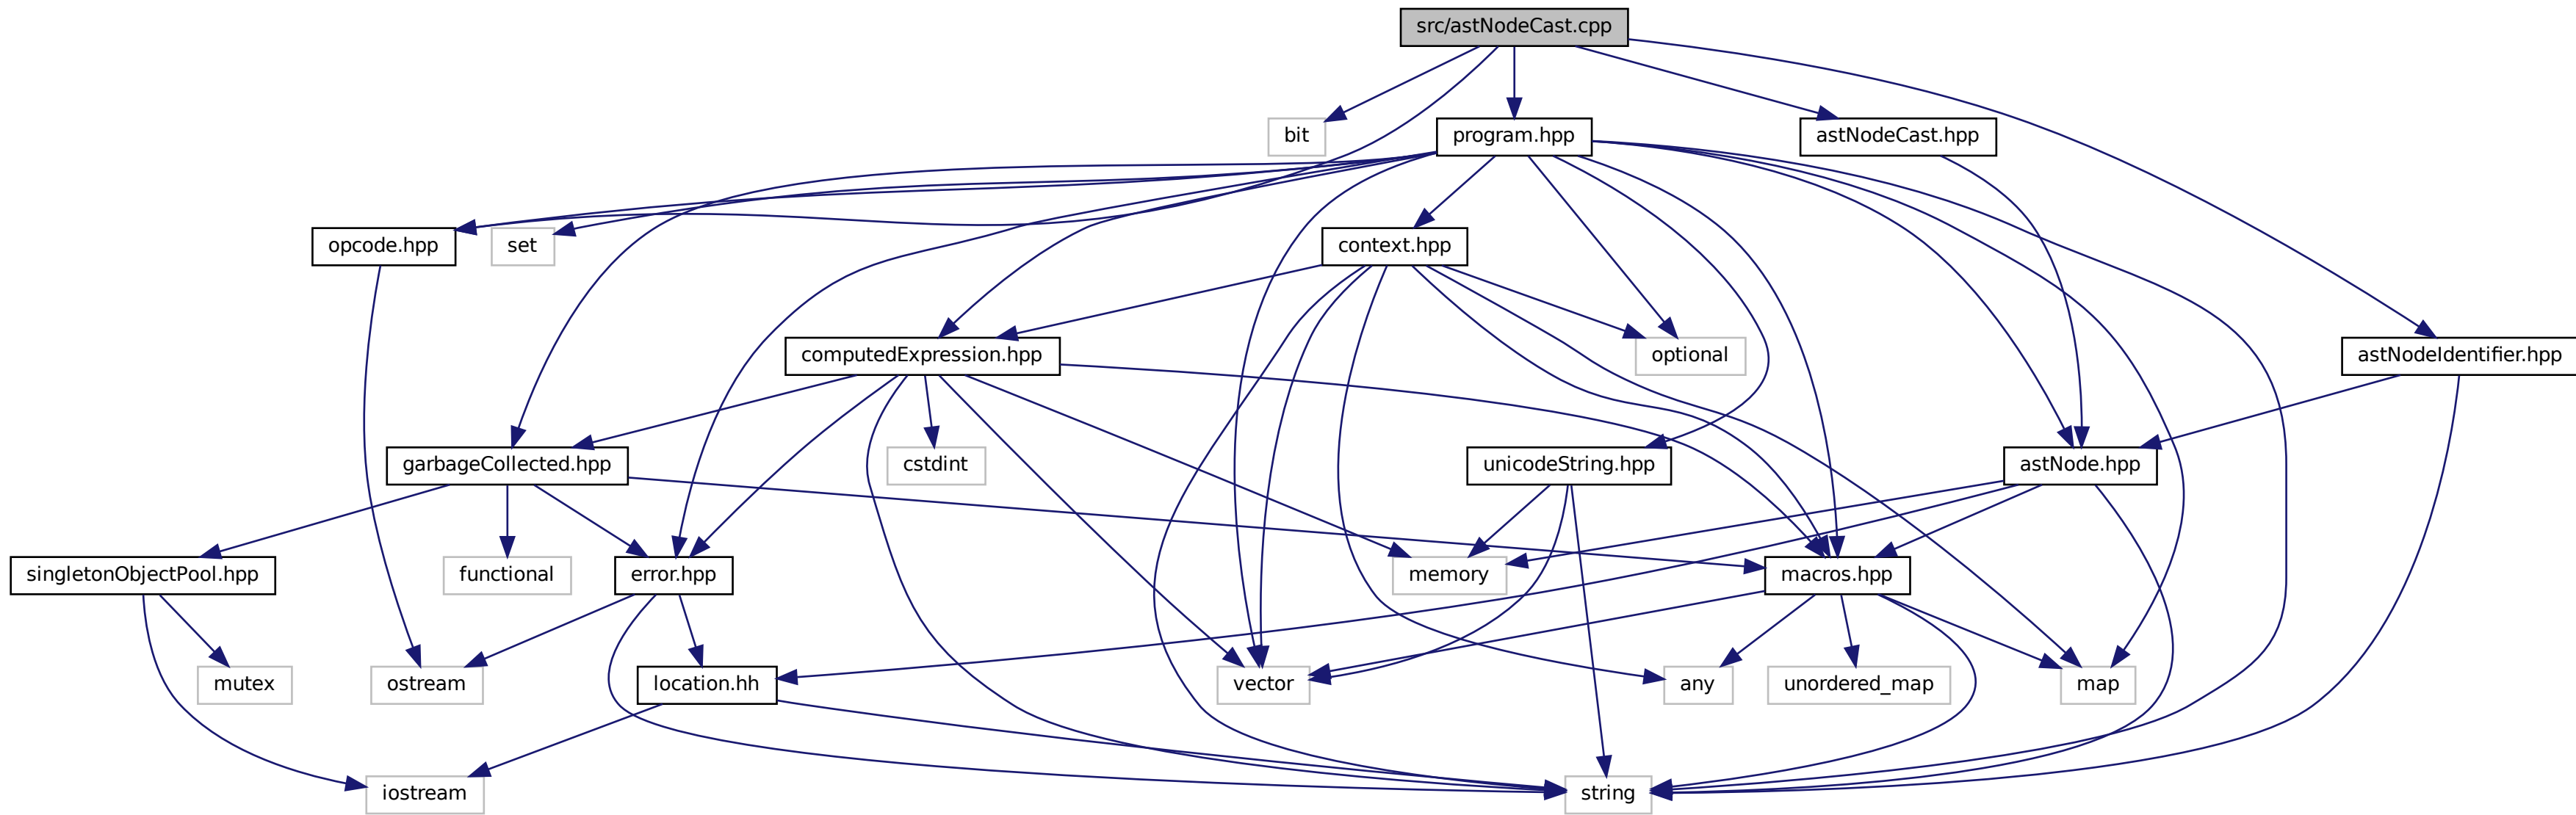 src/astNodeCast.cpp
bit
program.hpp
astNodeCast.hpp
opcode.hpp
set
context.hpp
computedExpression.hpp
optional
astNodeIdentifier.hpp
garbageCollected.hpp
cstdint
unicodeString.hpp
astNode.hpp
singletonObjectPool.hpp
functional
error.hpp
memory
macros.hpp
mutex
ostream
location.hh
vector
any
unordered_map
map
iostream
string